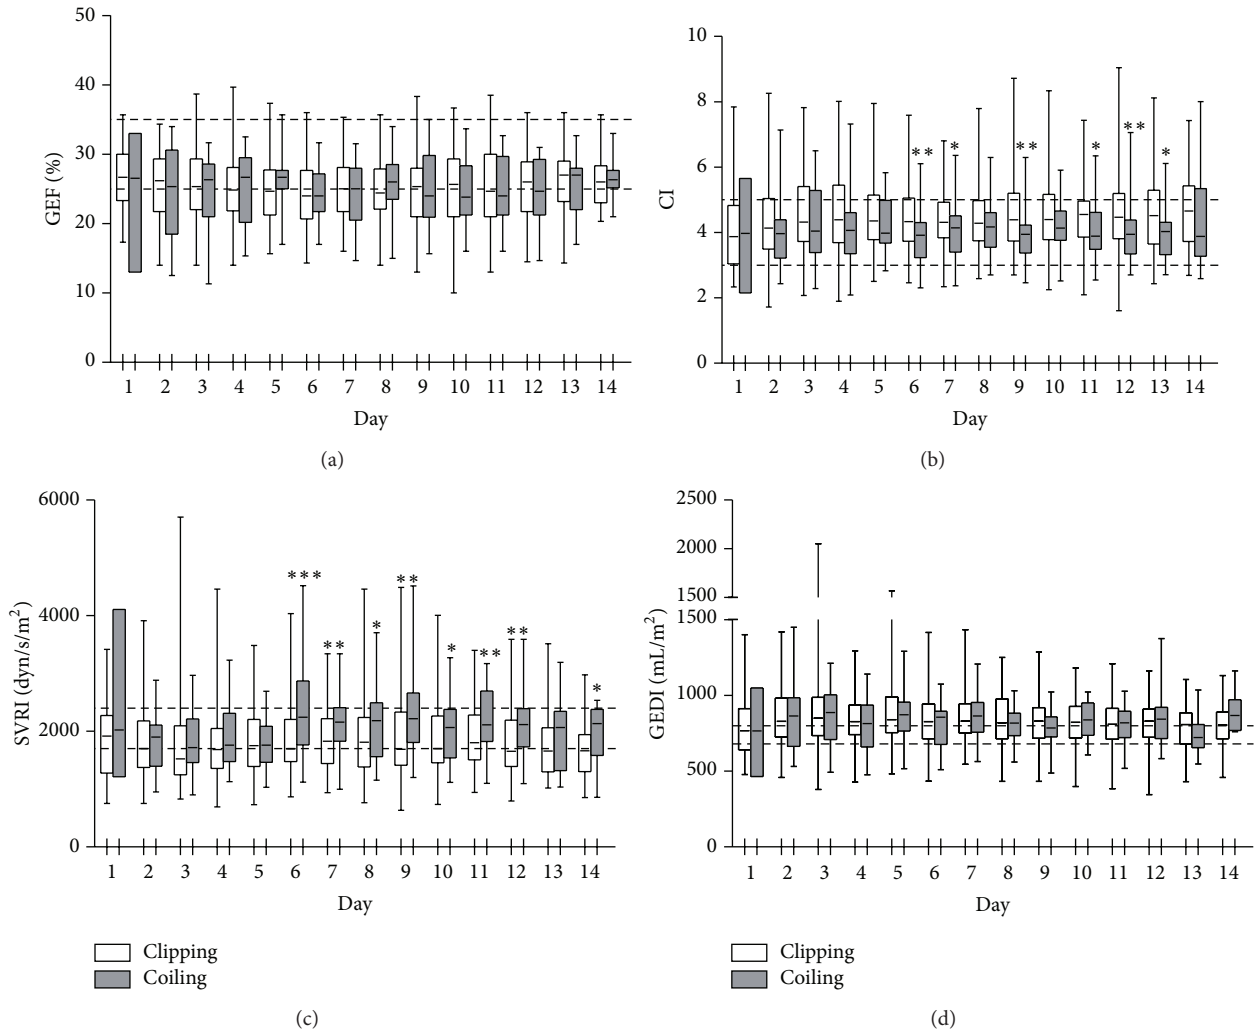 50
40
30
20
10
0
GEF (%)
1 2 3 4 5 6 7 8 9 10 11 12 13 14
Day
(a)
10
8
6
4
2
0
CI
** * ** * ** *
1 2 3 4 5 6 7 8 9 10 11 12 13 14
Day
(b)
6000
4000
2000
0
SVRI (dyn/s/m²)
*** ** * ** * ** ** *
1 2 3 4 5 6 7 8 9 10 11 12 13 14
Day
Clipping
Coiling
(c)
2500
2000
1500
1500
1000
500
0
GEDI (mL/m²)
1 2 3 4 5 6 7 8 9 10 11 12 13 14
Day
Clipping
Coiling
(d)